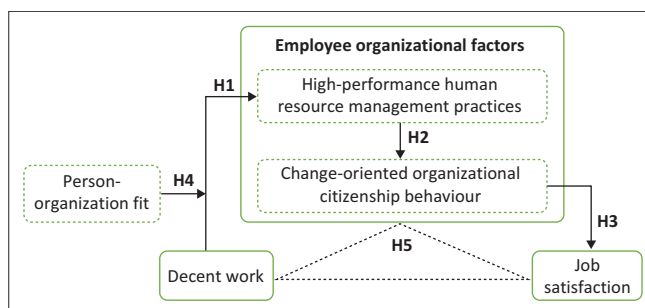 Employee organizational factors
H1
High-performance human
resource management practices
H2
Person-
organization fit
H4
Change-oriented organizational
citizenship behaviour
H3
H5
Decent work
Job
satisfaction